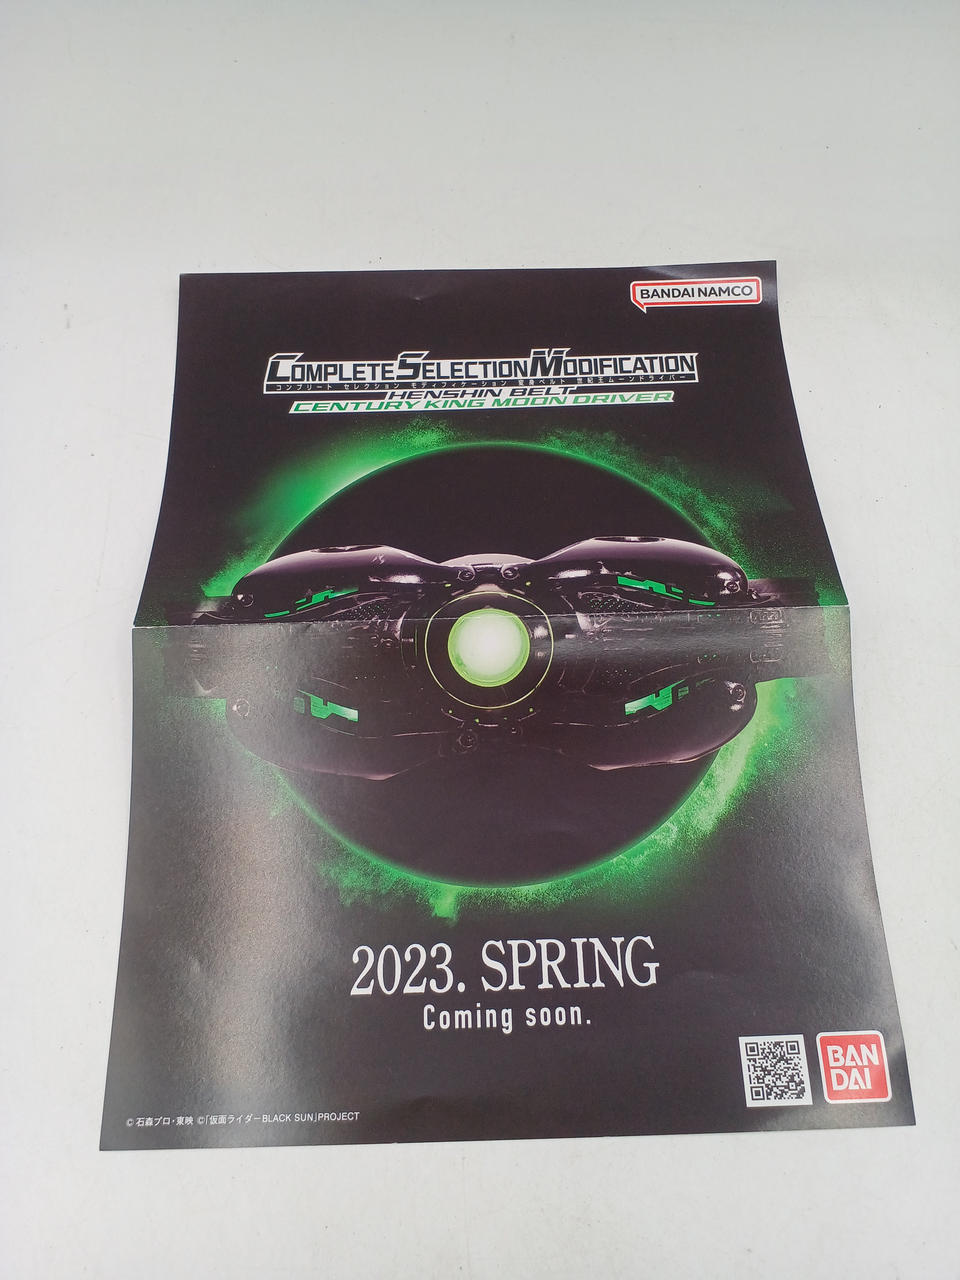 BANDAI NAMCO
COMPLETE SELECTION MODIFICATION
コンプリート セレクション モディフィケーション 変身ベルト 世紀王ムーンドライバー
HENSHIN BELT
CENTURY KING MOON DRIVER
2023. SPRING
Coming soon.
BAN
DAI
© 石森プロ・東映 ©「仮面ライダーBLACK SUN」PROJECT